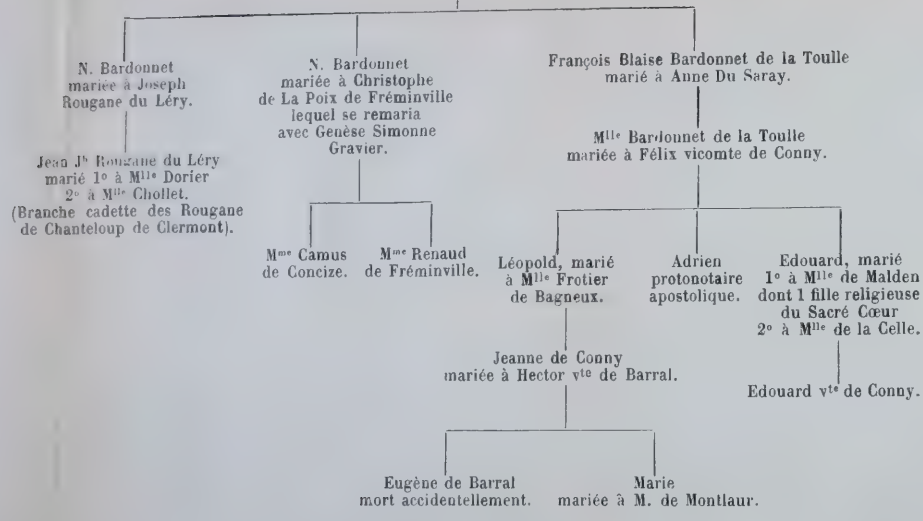 N. Bardonnet
mariée à Joseph
Rougane du Léry.
Jean Jʰ Rougane du Léry
marié 1º à Mˡˡᵉ Dorier
2º à Mˡˡᵉ Chollet.
(Branche cadette des Rougane
de Chanteloup de Clermont).
N. Bardonnet
mariée à Christophe
de La Poix de Fréminville
lequel se remaria
avec Genèse Simonne
Gravier.
Mᵐᵉ Camus
de Concize.
Mᵐᵉ Renaud
de Fréminville.
François Blaise Bardonnet de la Toulle
marié à Anne Du Saray.
Mˡˡᵉ Bardonnet de la Toulle
mariée à Félix vicomte de Conny.
Léopold, marié
à Mˡˡᵉ Frotier
de Bagneux.
Adrien
protonotaire
apostolique.
Edouard, marié
1º à Mˡˡᵉ de Malden
dont 1 fille religieuse
du Sacré Cœur
2º à Mˡˡᵉ de la Celle.
Jeanne de Conny
mariée à Hector vᵗᵉ de Barral.
Edouard vᵗᵉ de Conny.
Eugène de Barral
mort accidentellement.
Marie
mariée à M. de Montlaur.